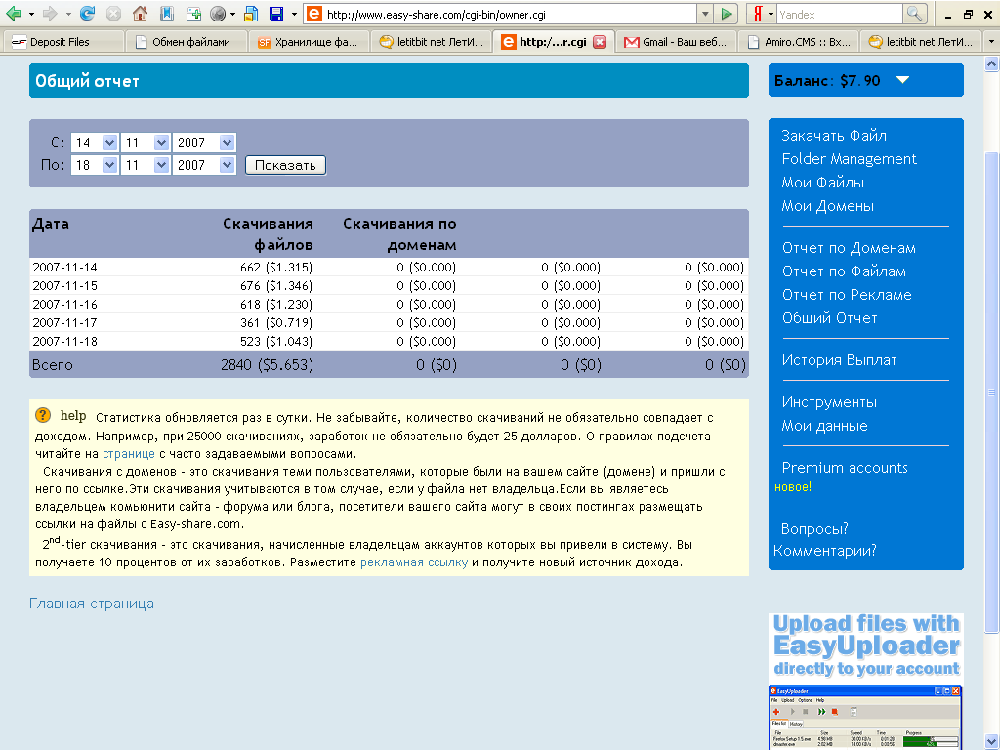 http://www.easy-share.com/cgi-bin/owner.cgi
Yandex
Deposit Files
Обмен файлами
Хранилище фа...
letitbit net ЛетИ...
http:/...r.cgi
Gmail - Ваш веб...
Amiro.CMS :: Вх...
letitbit net ЛетИ...
Общий отчет
Баланс: $7.90
С: 14 11 2007
По: 18 11 2007 Показать
Дата Скачивания файлов Скачивания по доменам
2007-11-14 662 ($1.315) 0 ($0.000) 0 ($0.000) 0 ($0.000)
2007-11-15 676 ($1.346) 0 ($0.000) 0 ($0.000) 0 ($0.000)
2007-11-16 618 ($1.230) 0 ($0.000) 0 ($0.000) 0 ($0.000)
2007-11-17 361 ($0.719) 0 ($0.000) 0 ($0.000) 0 ($0.000)
2007-11-18 523 ($1.043) 0 ($0.000) 0 ($0.000) 0 ($0.000)
Всего 2840 ($5.653) 0 ($0) 0 ($0) 0 ($0)
help Статистика обновляется раз в сутки. Не забывайте, количество скачиваний не обязательно совпадает с
доходом. Например, при 25000 скачиваниях, заработок не обязательно будет 25 долларов. О правилах подсчета
читайте на странице с часто задаваемыми вопросами.
Скачивания с доменов - это скачивания теми пользователями, которые были на вашем сайте (домене) и пришли с
него по ссылке.Эти скачивания учитываются в том случае, если у файла нет владельца.Если вы являетесь
владельцем комьюнити сайта - форума или блога, посетители вашего сайта могут в своих постингах размещать
ссылки на файлы с Easy-share.com.
2nd-tier скачивания - это скачивания, начисленные владельцам аккаунтов которых вы привели в систему. Вы
получаете 10 процентов от их заработков. Разместите рекламная ссылку и получите новый источник дохода.
Главная страница
Закачать Файл
Folder Management
Мои Файлы
Мои Домены
Отчет по Доменам
Отчет по Файлам
Отчет по Рекламе
Общий Отчет
История Выплат
Инструменты
Мои данные
Premium accounts
новое!
Вопросы?
Комментарии?
Upload files with
EasyUploader
directly to your account
EasyUploader
File Upload Options Help
Files list History
File Size Speed Time Progress